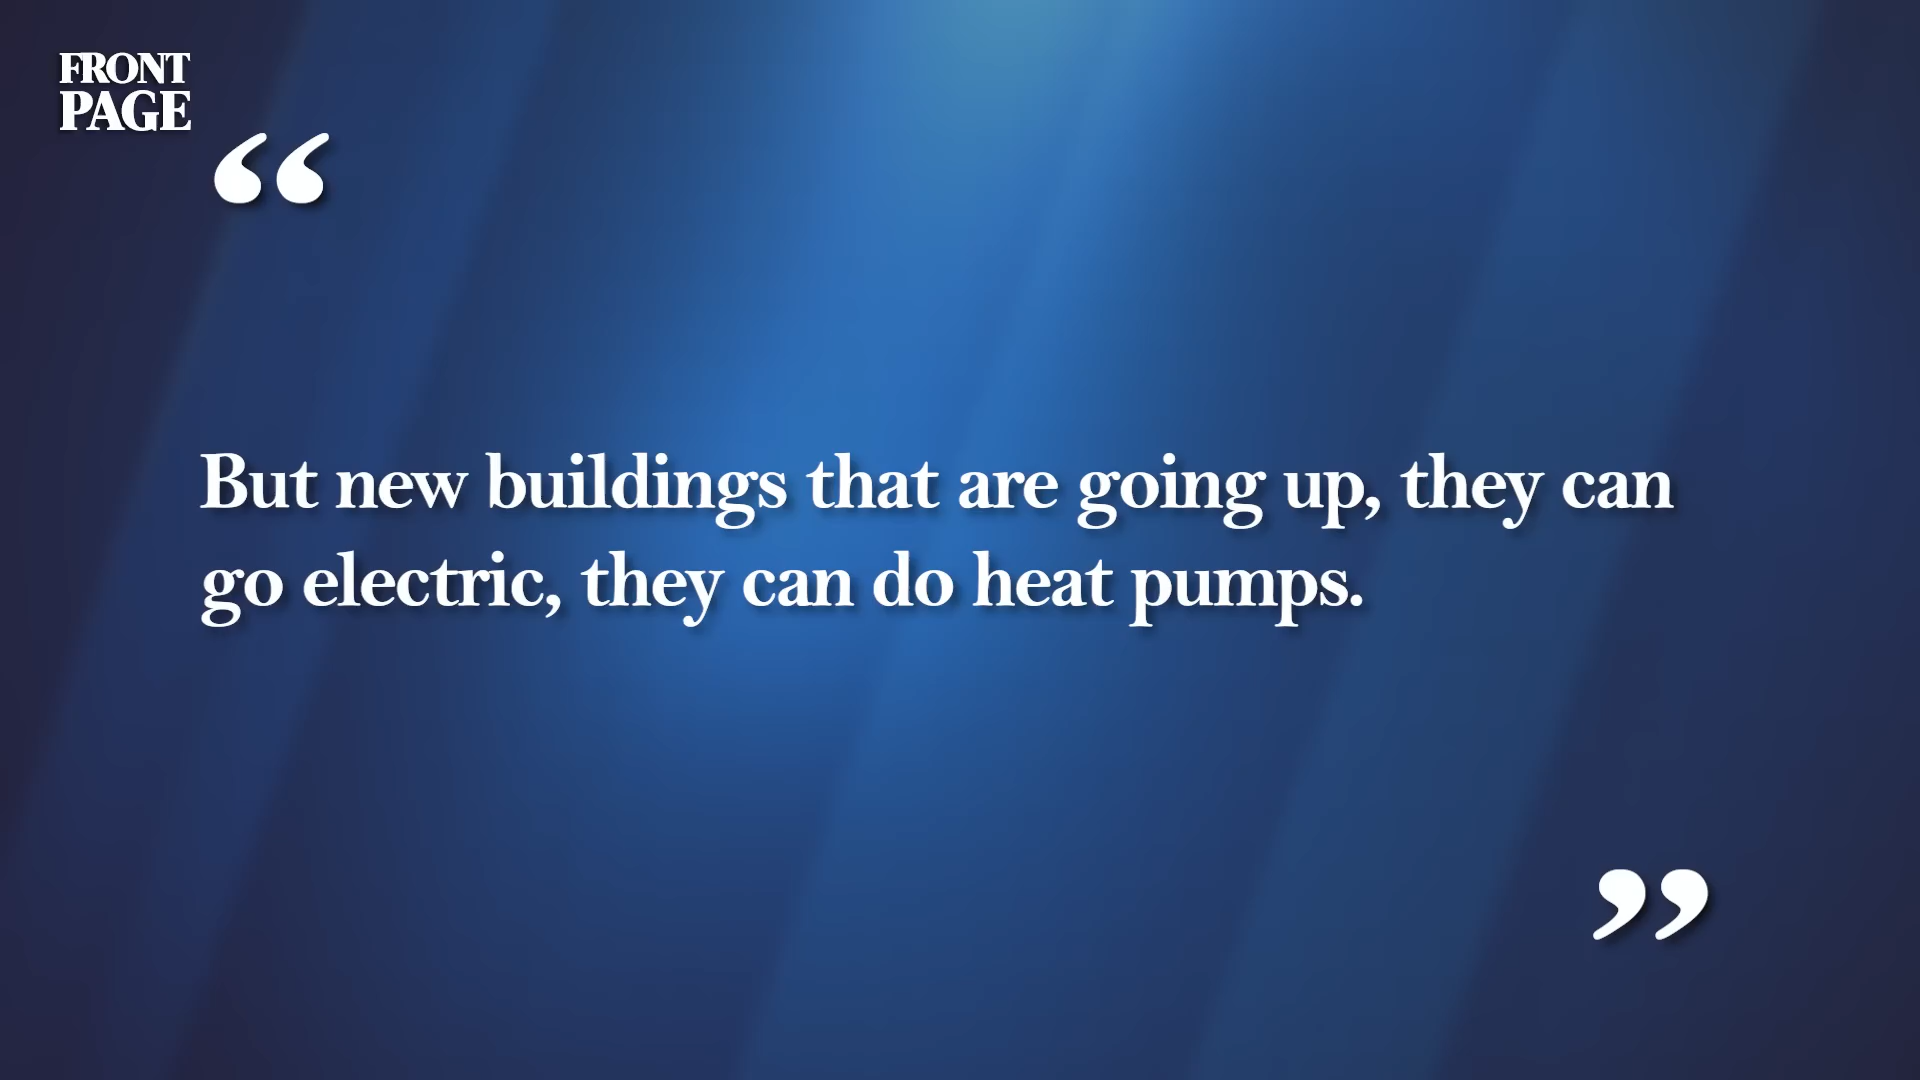 FRONT
PAGE
“
But new buildings that are going up, they can
go electric, they can do heat pumps.
”